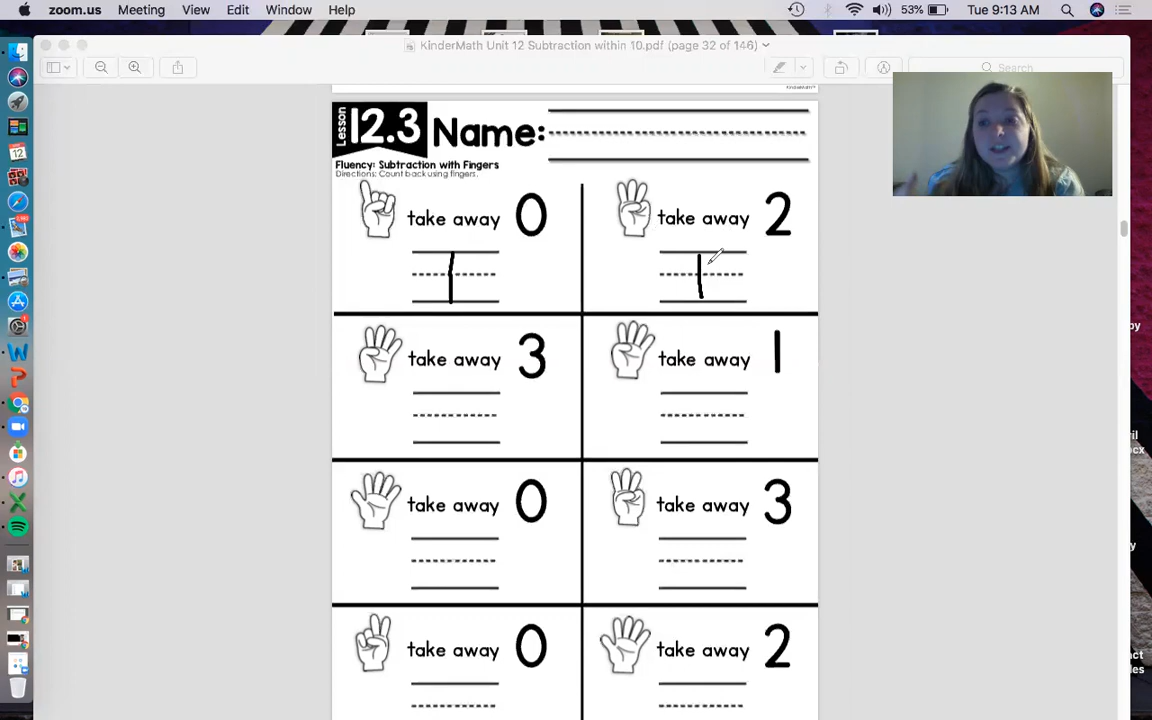 zoom.us Meeting View Edit Window Help 53% Tue 9:13 AM
KinderMath Unit 12 Subtraction within 10.pdf (page 32 of 146)
Search
KinderMath
Lesson 12.3 Name:
Fluency: Subtraction with Fingers
Directions: Count back using fingers.
take away 0
1
take away 2
1
take away 3
take away 1
take away 0
take away 3
take away 0
take away 2